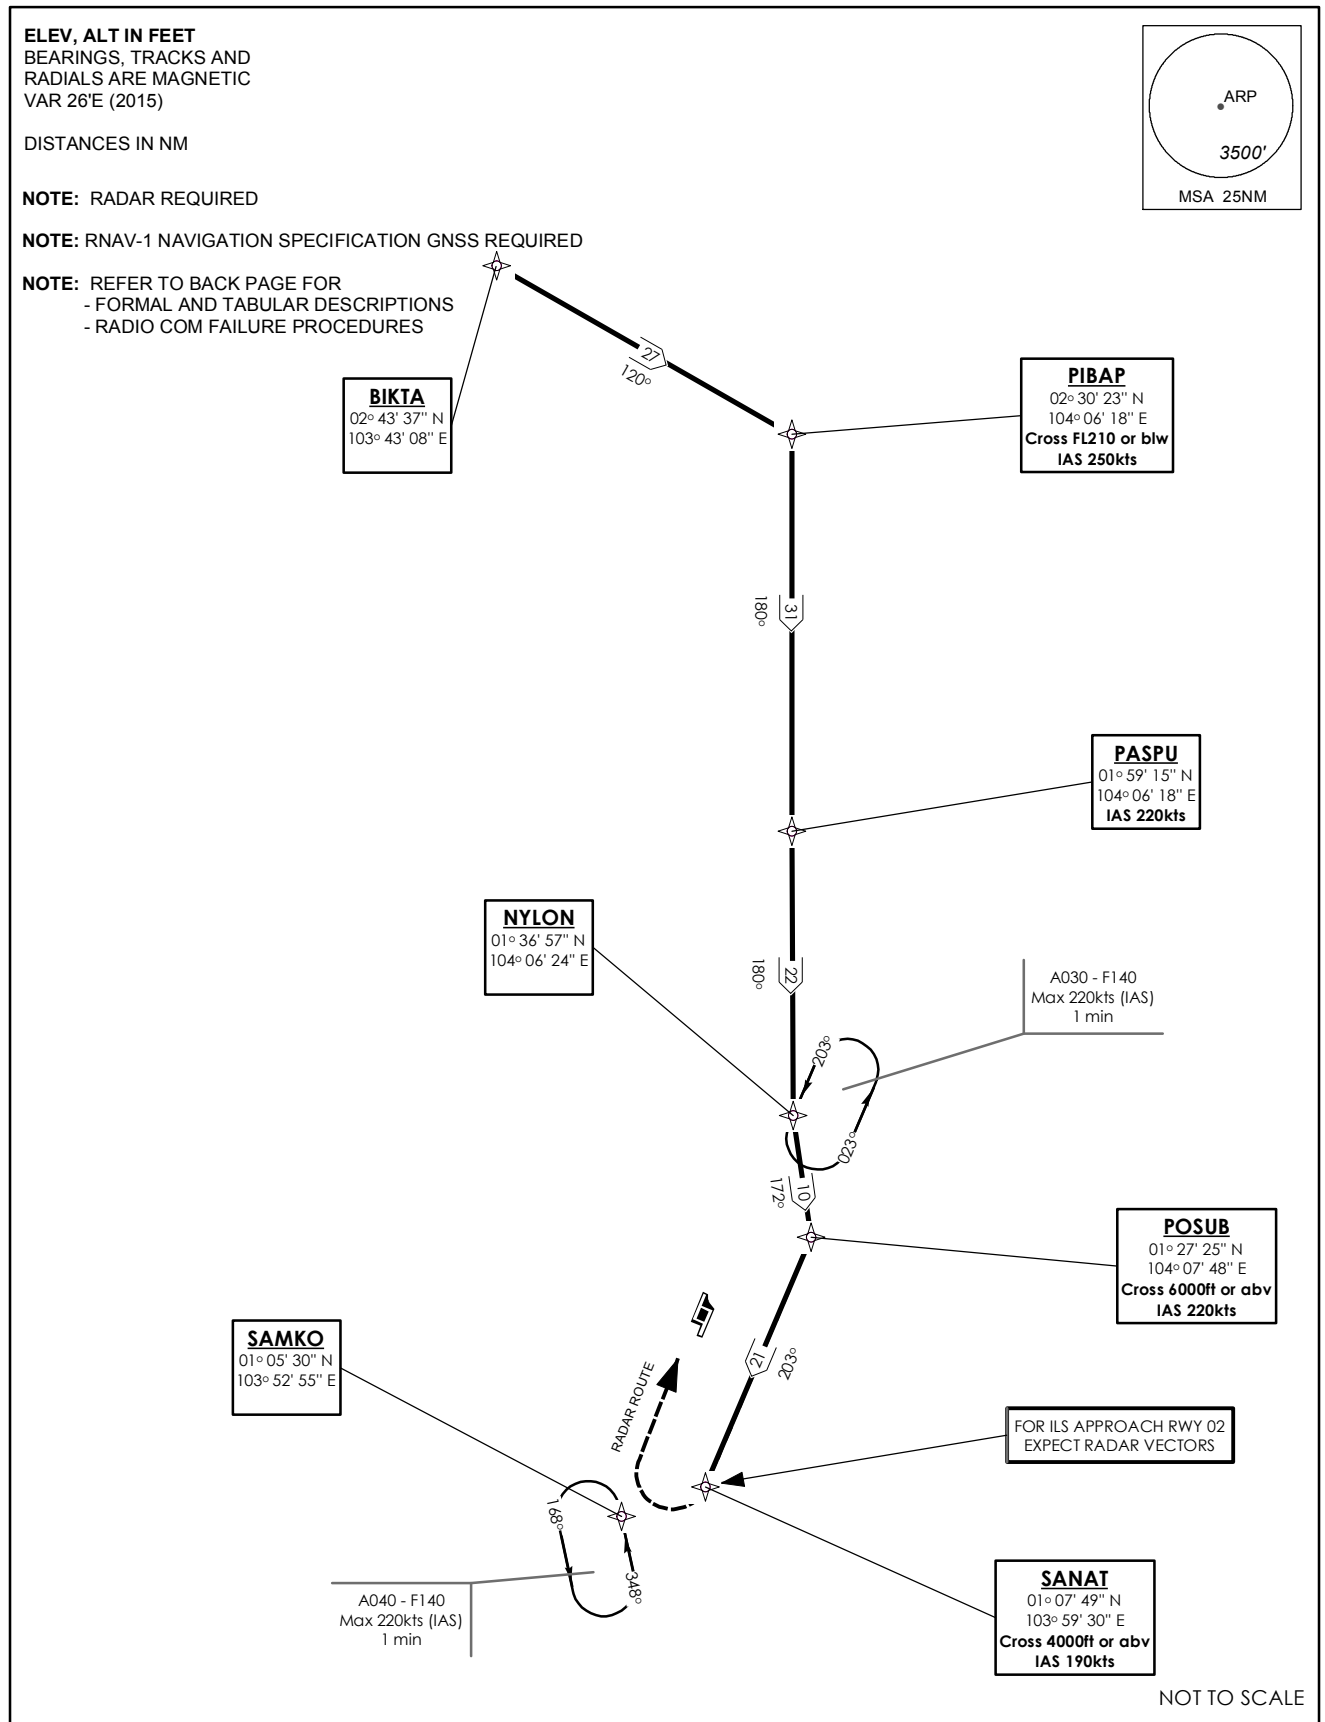 ELEV, ALT IN FEET
BEARINGS, TRACKS AND
RADIALS ARE MAGNETIC
VAR 26'E (2015)
DISTANCES IN NM
NOTE: RADAR REQUIRED
NOTE: RNAV-1 NAVIGATION SPECIFICATION GNSS REQUIRED
NOTE: REFER TO BACK PAGE FOR
- FORMAL AND TABULAR DESCRIPTIONS
- RADIO COM FAILURE PROCEDURES
ARP
3500'
MSA 25NM
27
120°
BIKTA
02° 43' 37" N
103° 43' 08" E
PIBAP
02° 30' 23" N
104° 06' 18" E
Cross FL210 or blw
IAS 250kts
31
180°
PASPU
01° 59' 15" N
104° 06' 18" E
IAS 220kts
NYLON
01° 36' 57" N
104° 06' 24" E
22
180°
A030 - F140
Max 220kts (IAS)
1 min
203°
023°
10
172°
POSUB
01° 27' 25" N
104° 07' 48" E
Cross 6000ft or abv
IAS 220kts
SAMKO
01° 05' 30" N
103° 52' 55" E
21
203°
RADAR ROUTE
FOR ILS APPROACH RWY 02
EXPECT RADAR VECTORS
168°
348°
A040 - F140
Max 220kts (IAS)
1 min
SANAT
01° 07' 49" N
103° 59' 30" E
Cross 4000ft or abv
IAS 190kts
NOT TO SCALE